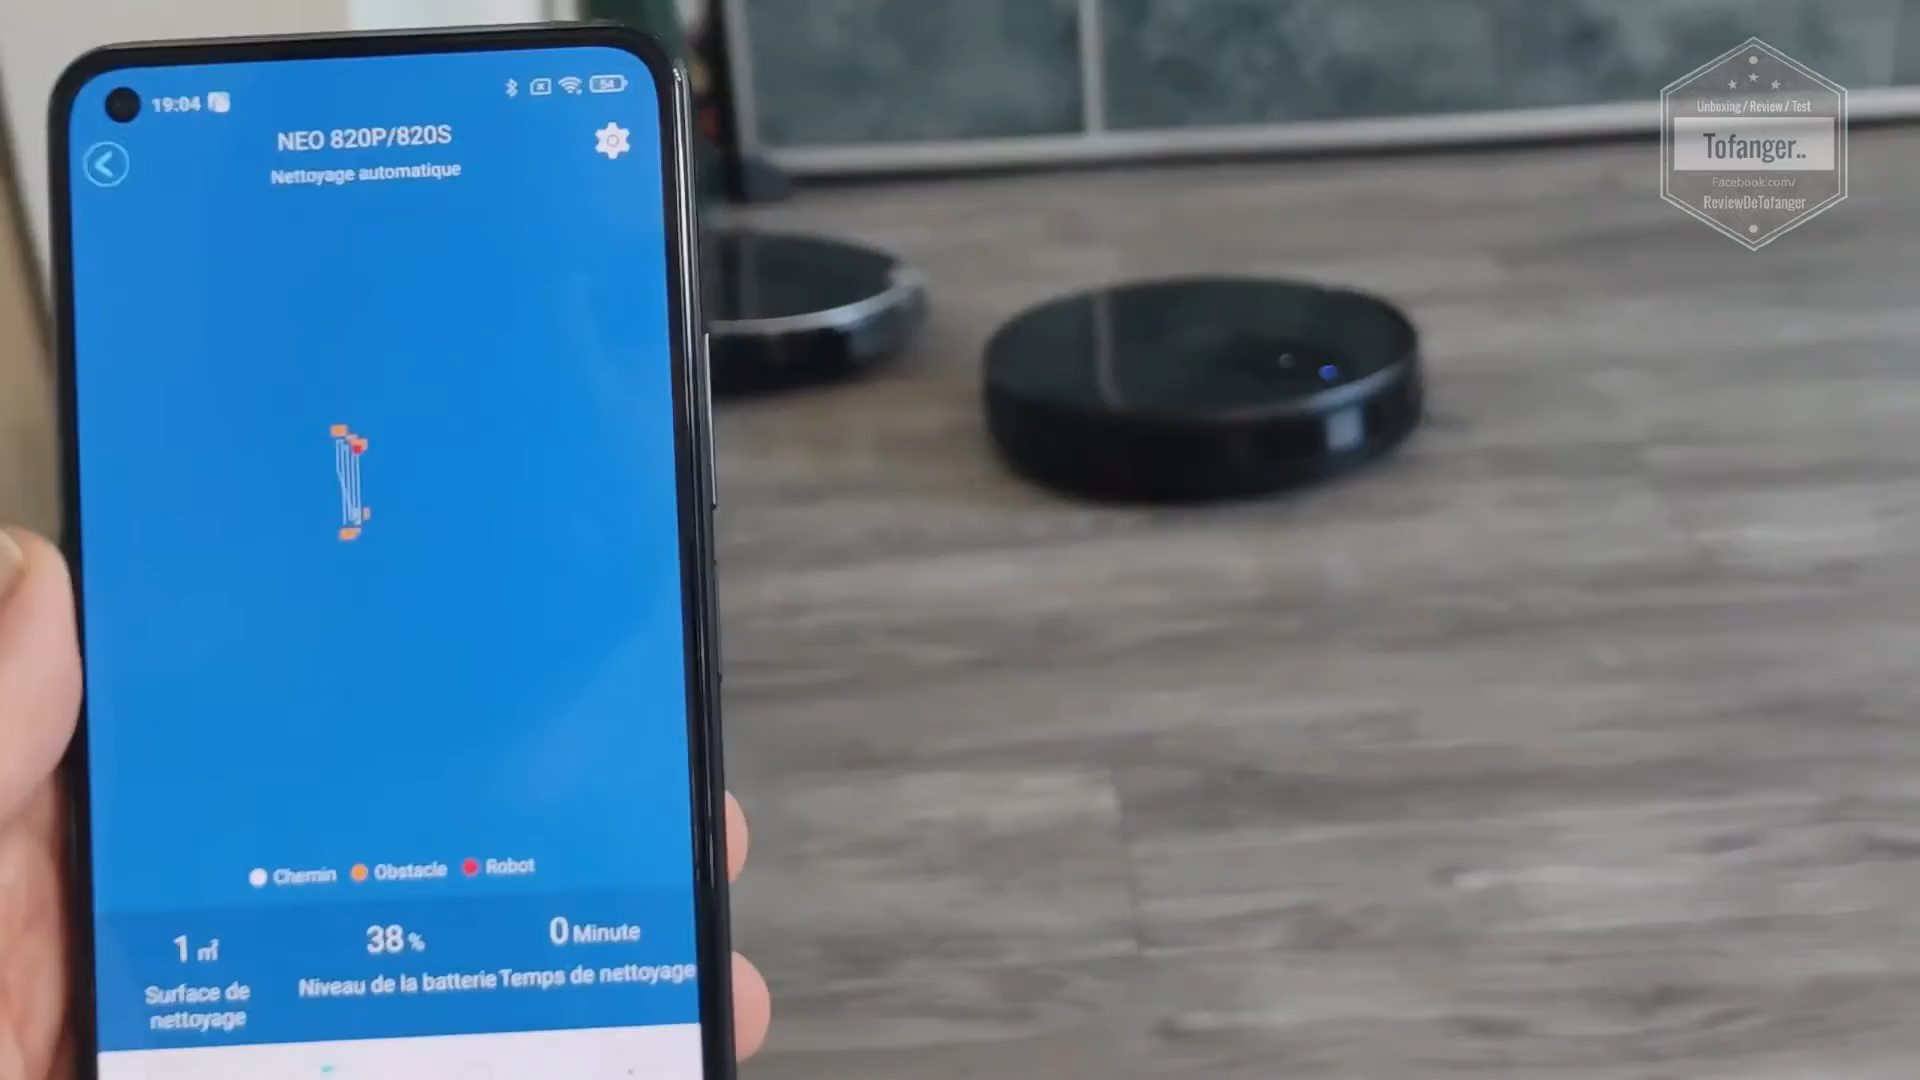 19:04
54
NEO 820P/820S
Nettoyage automatique
Chemin Obstacle Robot
1 ㎡ 38 % 0 Minute
Surface de nettoyage
Niveau de la batterie
Temps de nettoyage
Unboxing / Review / Test
Tofanger..
Facebook.com/
ReviewDeTofanger